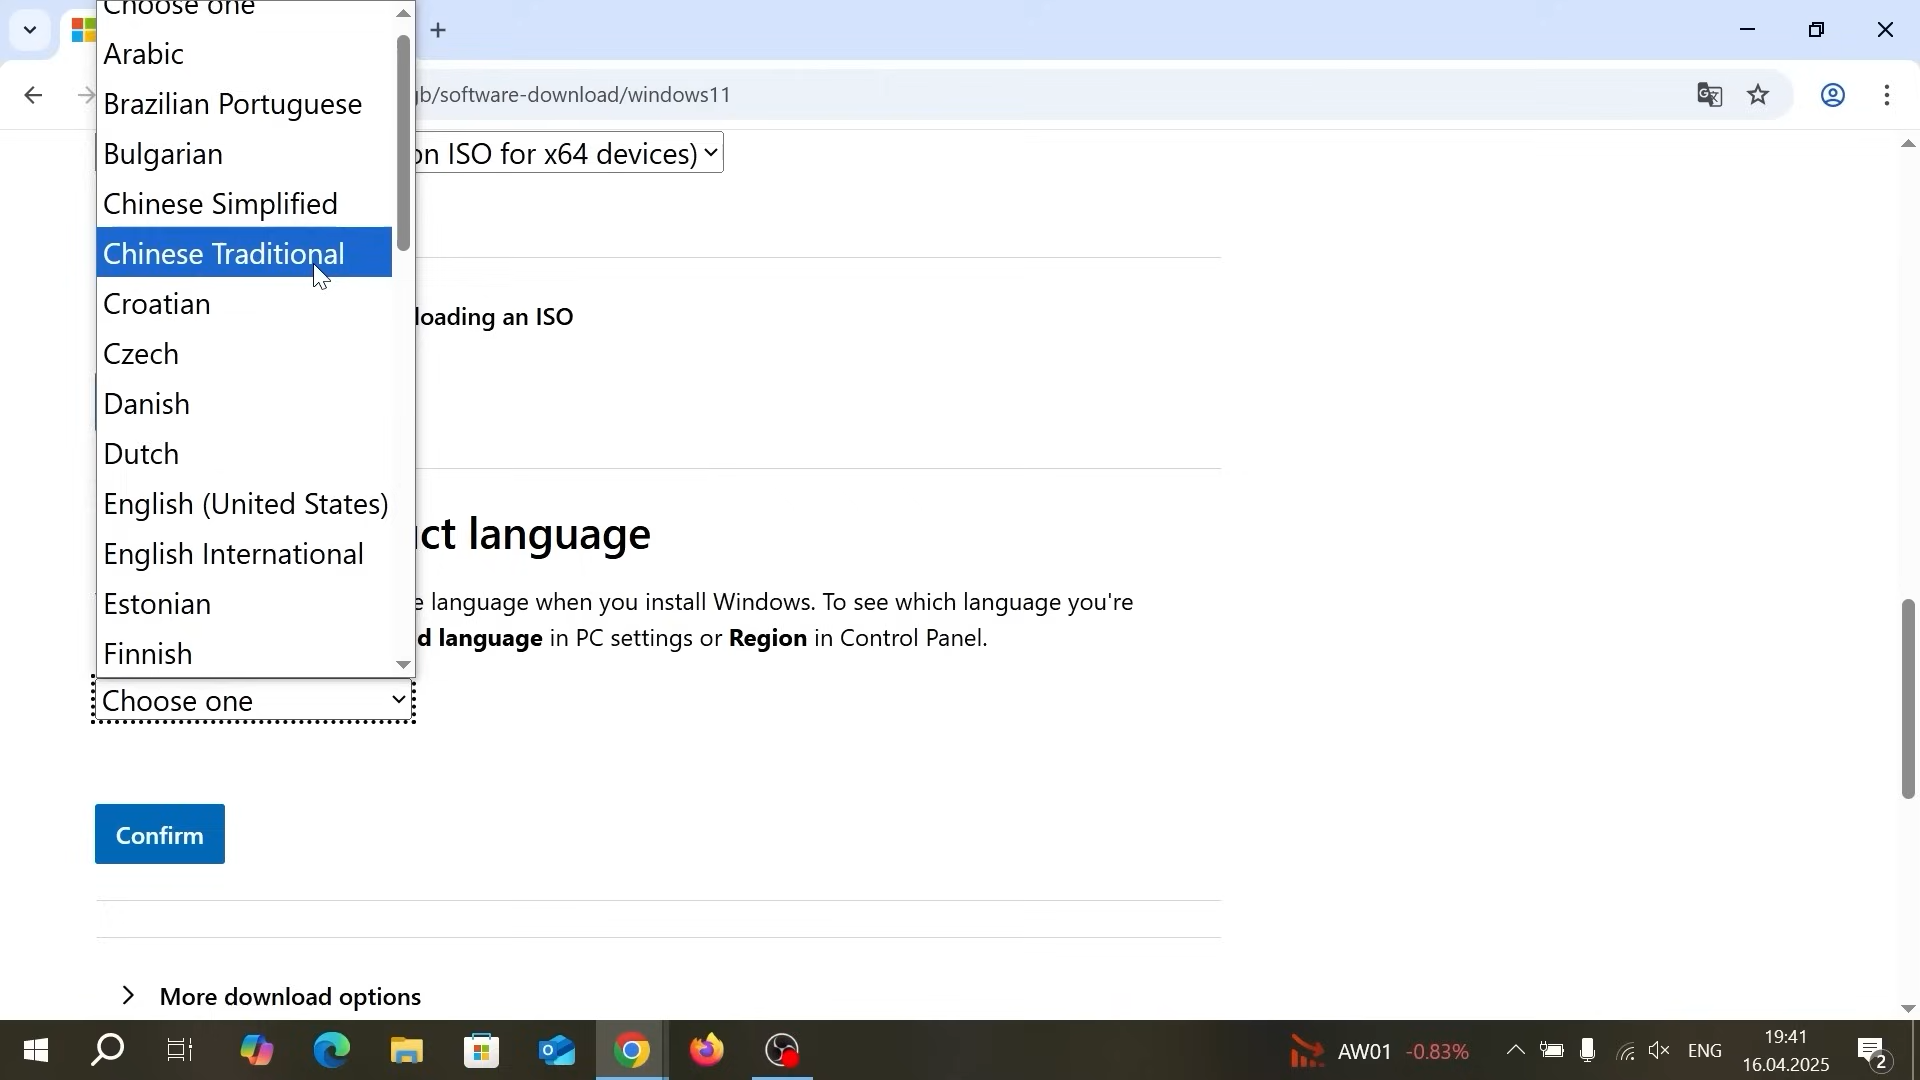 Choose one
Arabic
gb/software-download/windows11
Brazilian Portuguese
Bulgarian
on ISO for x64 devices)
Chinese Simplified
Chinese Traditional
Croatian
loading an ISO
Czech
Danish
Dutch
English (United States)
ct language
English International
Estonian
e language when you install Windows. To see which language you're
d language in PC settings or Region in Control Panel.
Finnish
Choose one
Confirm
More download options
AW01 -0.83%
ENG
19:41
16.04.2025
2